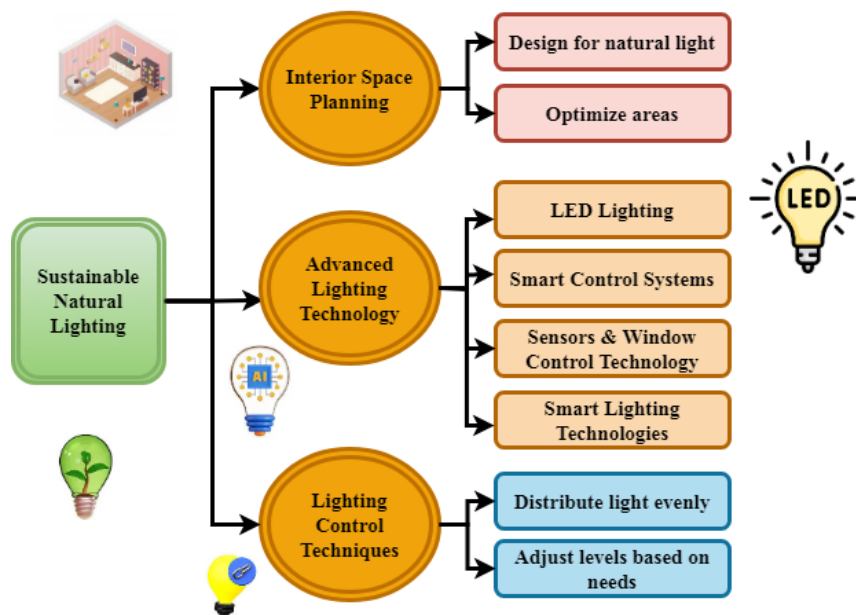 Sustainable
Natural
Lighting
Interior Space
Planning
Design for natural light
Optimize areas
Advanced
Lighting
Technology
LED Lighting
Smart Control Systems
Sensors & Window
Control Technology
Smart Lighting
Technologies
Lighting
Control
Techniques
Distribute light evenly
Adjust levels based on
needs
LED
AI